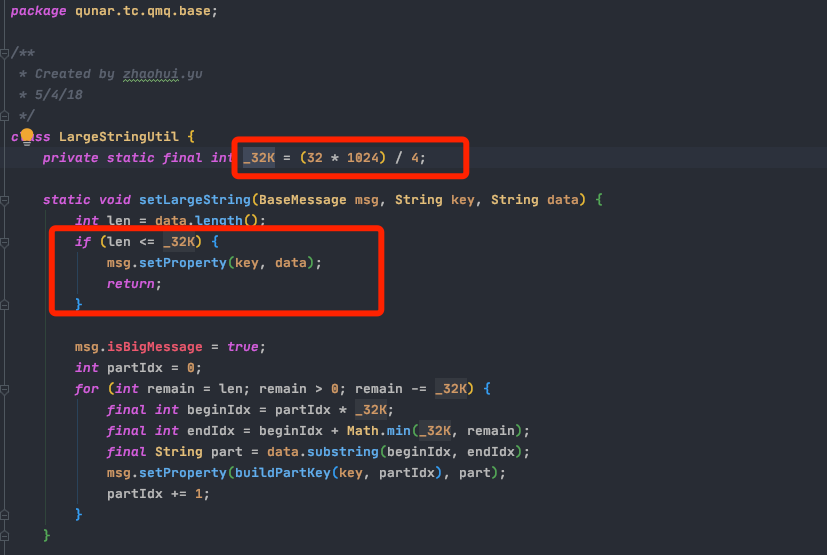 package qunar.tc.qmq.base;
/**
 * Created by zhaohui.yu
 * 5/4/18
 */
class LargeStringUtil {
    private static final int _32K = (32 * 1024) / 4;
    static void setLargeString(BaseMessage msg, String key, String data) {
        int len = data.length();
        if (len <= _32K) {
            msg.setProperty(key, data);
            return;
        }
        msg.isBigMessage = true;
        int partIdx = 0;
        for (int remain = len; remain > 0; remain -= _32K) {
            final int beginIdx = partIdx * _32K;
            final int endIdx = beginIdx + Math.min(_32K, remain);
            final String part = data.substring(beginIdx, endIdx);
            msg.setProperty(buildPartKey(key, partIdx), part);
            partIdx += 1;
        }
    }